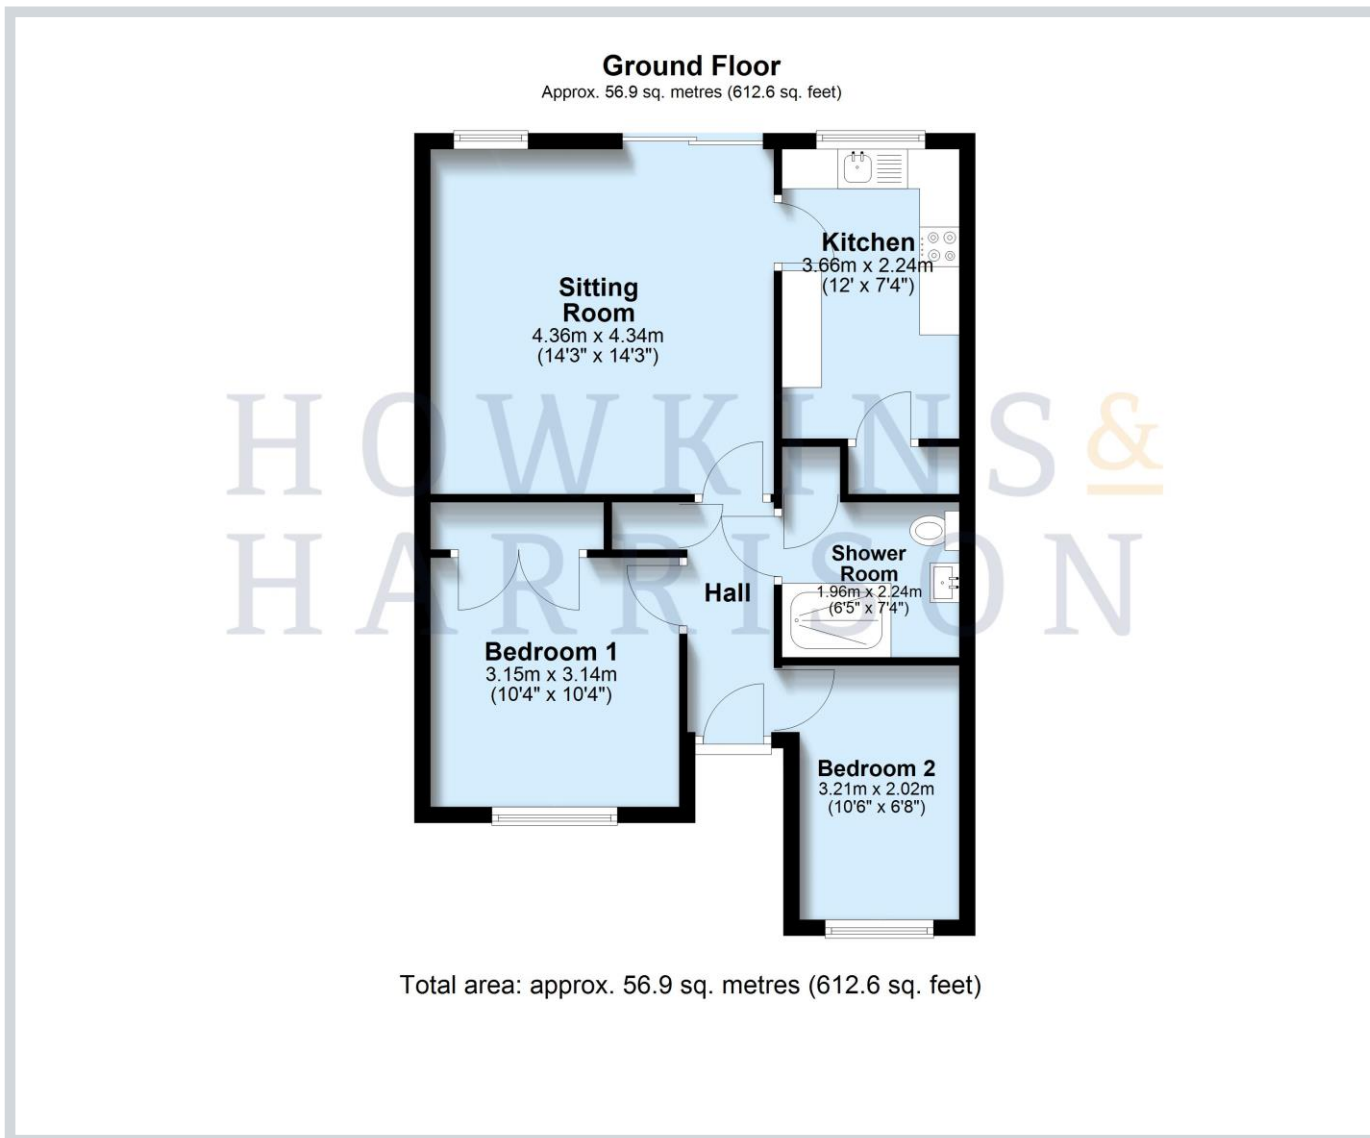 Ground Floor
Approx. 56.9 sq. metres (612.6 sq. feet)
Kitchen
3.66m x 2.24m
(12' x 7'4")
Sitting
Room
4.36m x 4.34m
(14'3" x 14'3")
HOWKINS &
HARRISON
Shower
Room
1.96m x 2.24m
(6'5" x 7'4")
Hall
Bedroom 1
3.15m x 3.14m
(10'4" x 10'4")
Bedroom 2
3.21m x 2.02m
(10'6" x 6'8")
Total area: approx. 56.9 sq. metres (612.6 sq. feet)